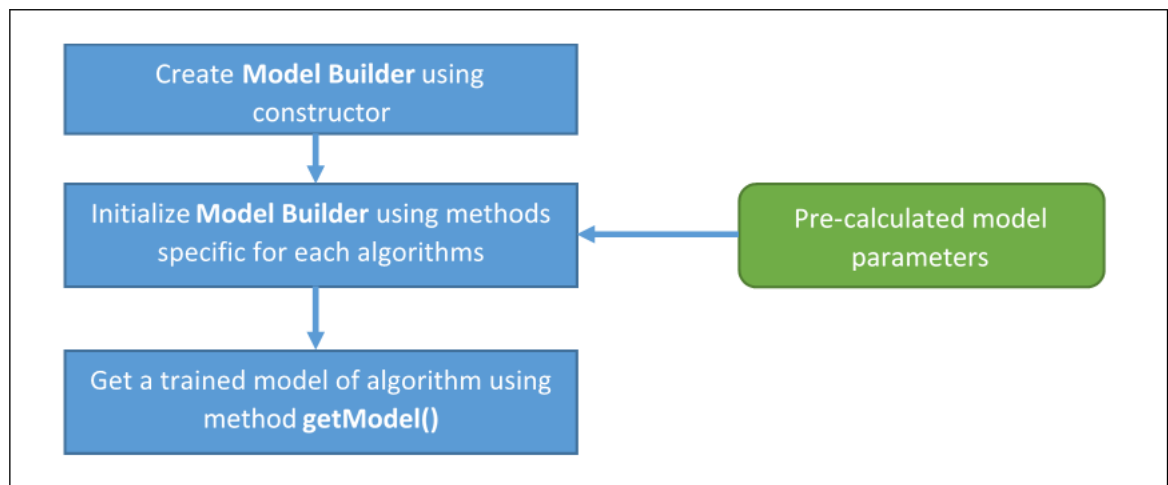 Create Model Builder using
constructor
Initialize Model Builder using methods
specific for each algorithms
Pre-calculated model
parameters
Get a trained model of algorithm using
method getModel()